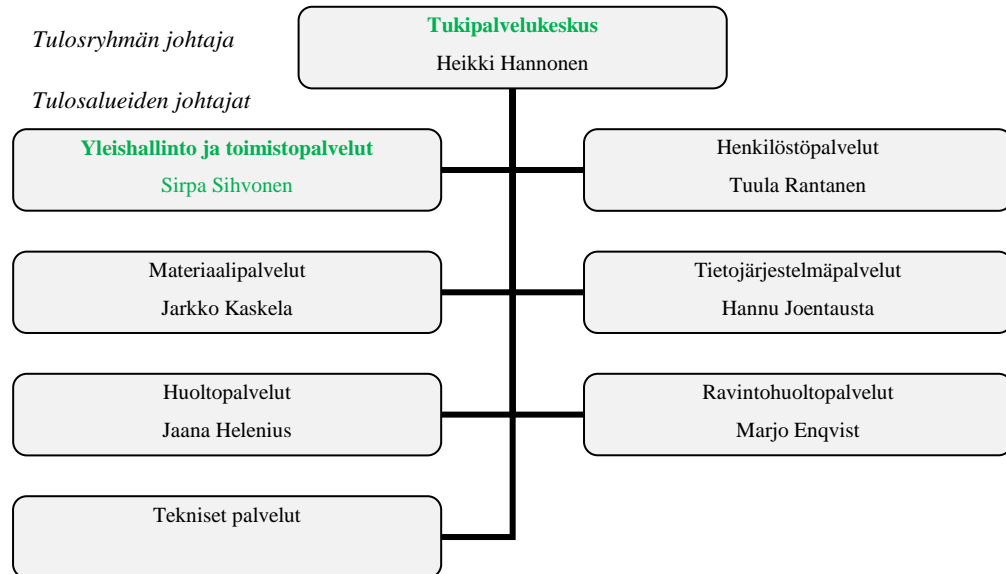 Tulosryhmän johtaja
Tukipalvelukeskus
Heikki Hannonen
Tulosalueiden johtajat
Yleishallinto ja toimistopalvelut
Sirpa Sihvonen
Henkilöstöpalvelut
Tuula Rantanen
Materiaalipalvelut
Jarkko Kaskela
Tietojärjestelmäpalvelut
Hannu Joentausta
Huoltopalvelut
Jaana Helenius
Ravintohuoltopalvelut
Marjo Enqvist
Tekniset palvelut